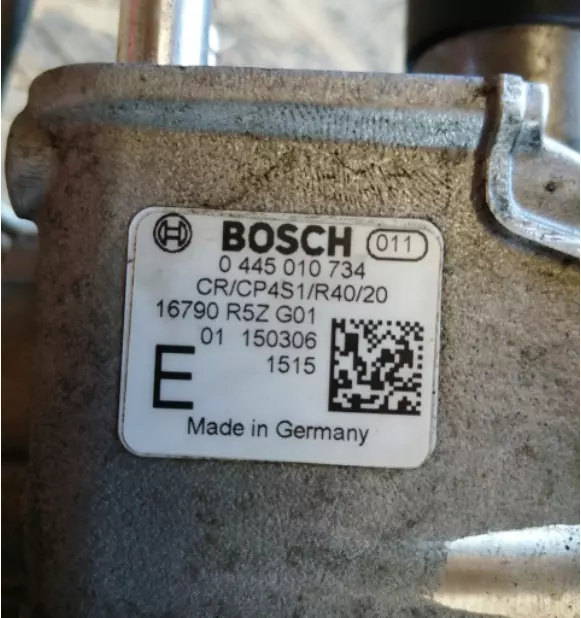 BOSCH 011
0 445 010 734
CR/CP4S1/R40/20
16790 R5Z G01
01 150306
1515
E
Made in Germany